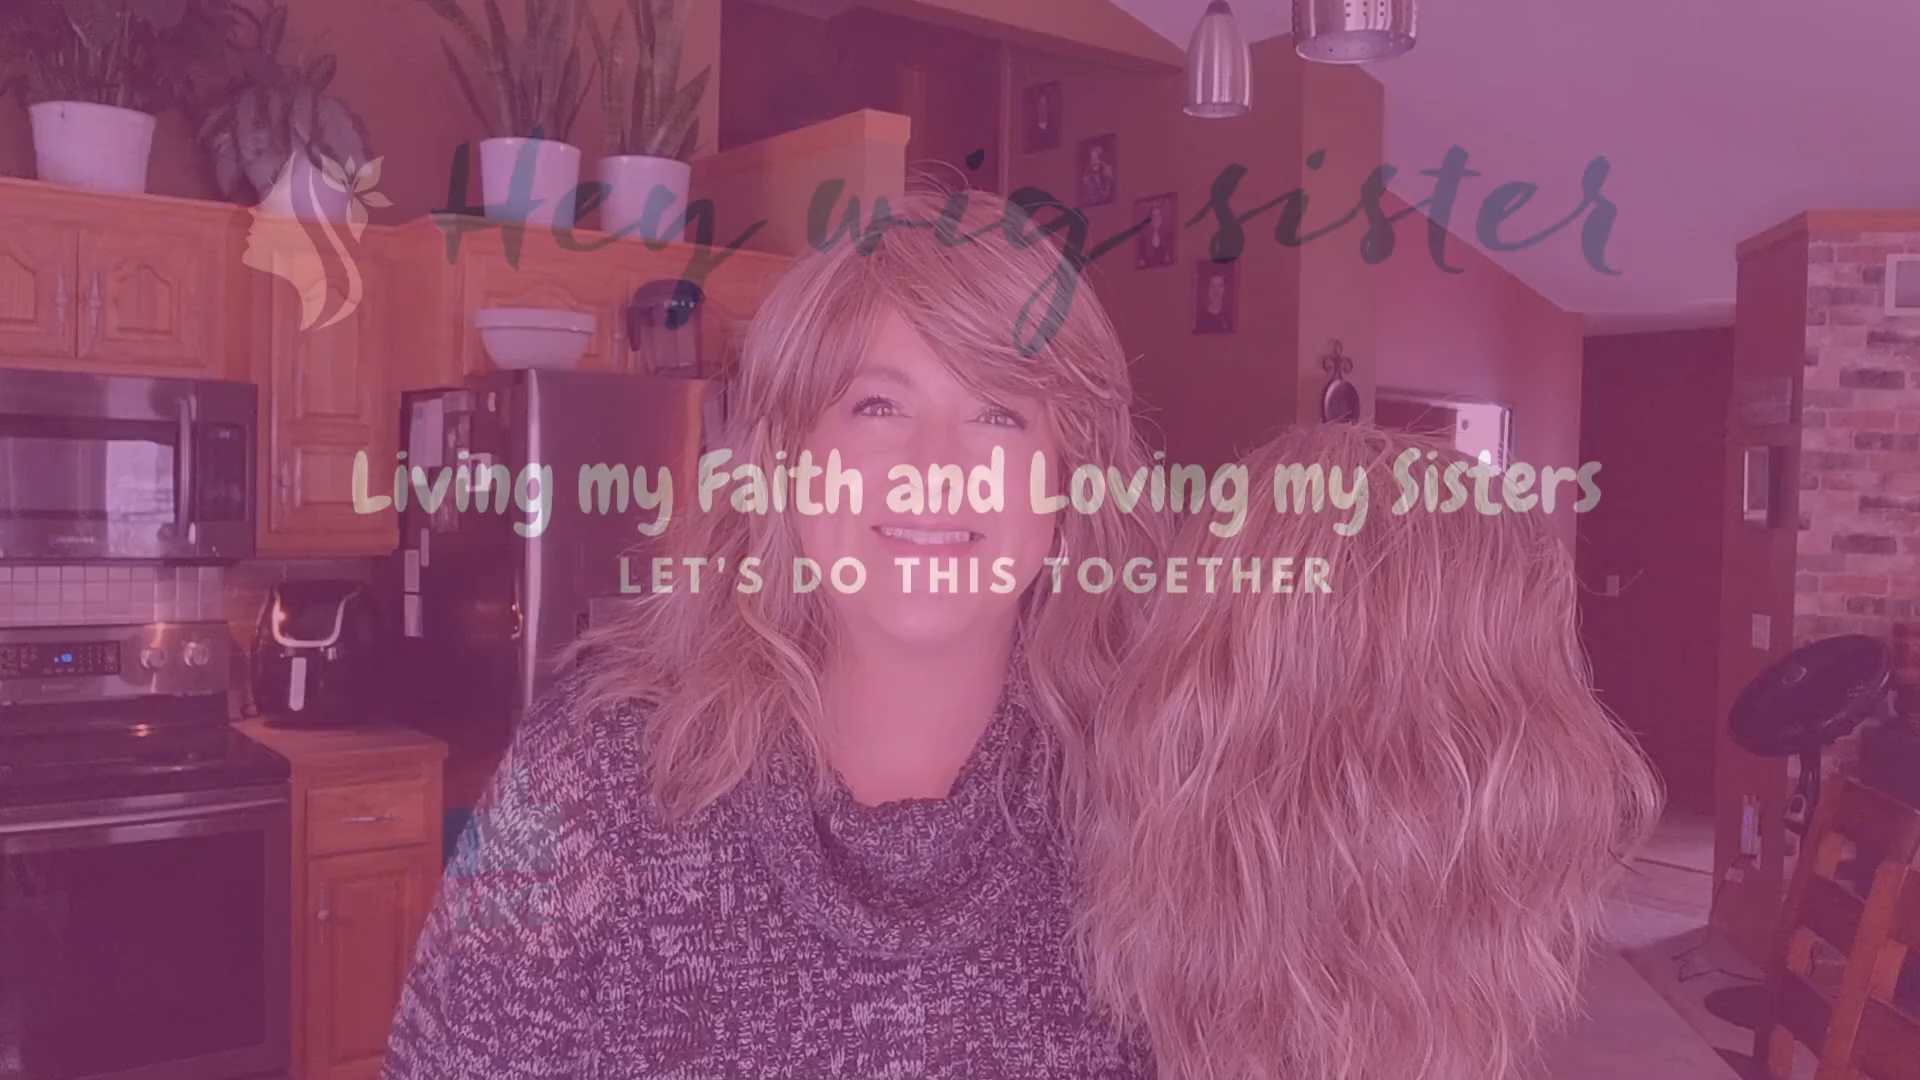 Hey wig sister
Living my Faith and Loving my Sisters
LET'S DO THIS TOGETHER